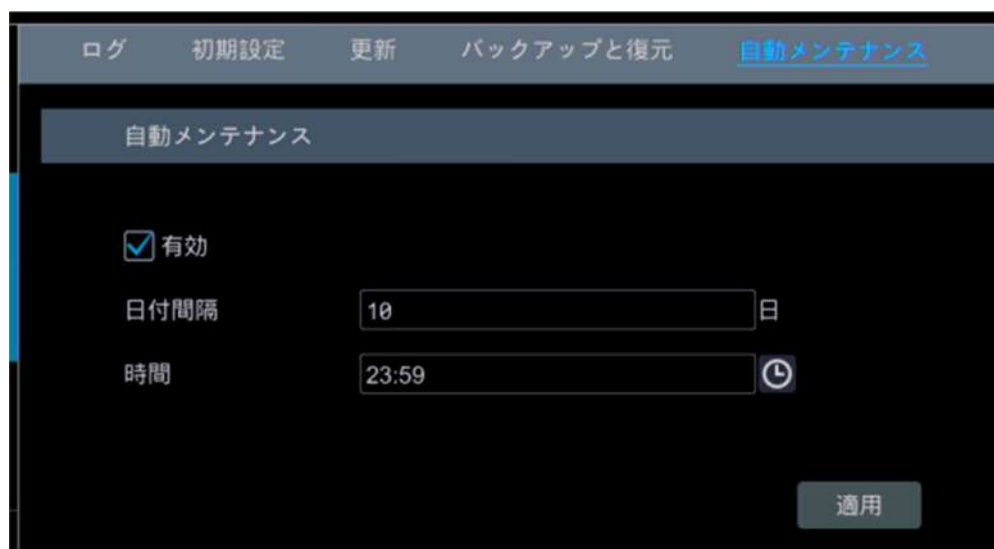 ログ 初期設定 更新 バックアップと復元 自動メンテナンス
自動メンテナンス
有効
日付間隔 10 日
時間 23:59
適用